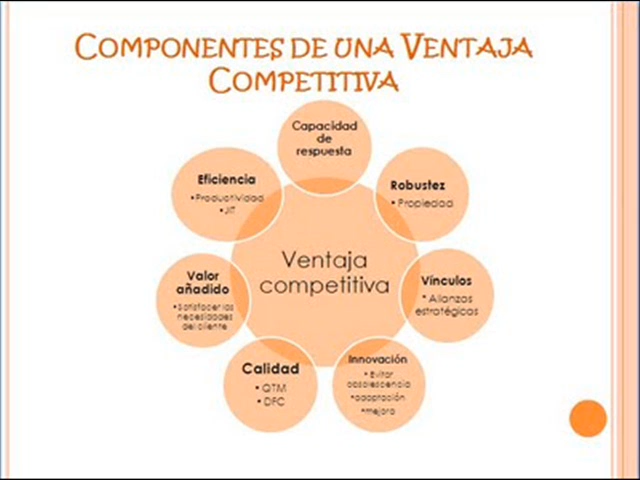 COMPONENTES DE UNA VENTAJA
COMPETITIVA
Capacidad
de
respuesta
Robustez
• Propiedad
Vínculos
• Alianzas
estratégicos
Innovación
• Evitar
obsolescencia
•adaptación
•mejora
Calidad
• QTM
• DFC
Valor
añadido
•Satisfacer las
necesidades
del cliente
Eficiencia
•Productividad
•JIT
Ventaja
competitiva